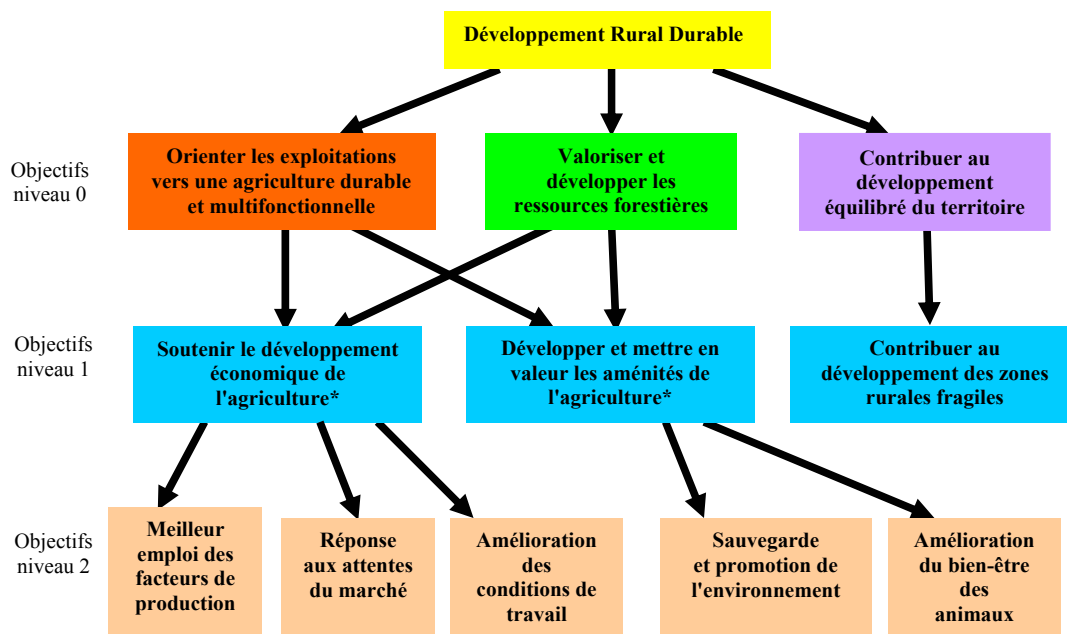 Développement Rural Durable
Objectifs
niveau 0
Orienter les exploitations
vers une agriculture durable
et multifonctionnelle
Valoriser et
développer les
ressources forestières
Contribuer au
développement
équilibré du territoire
Objectifs
niveau 1
Soutenir le développement
économique de
l'agriculture*
Développer et mettre en
valeur les aménités de
l'agriculture*
Contribuer au
développement des zones
rurales fragiles
Objectifs
niveau 2
Meilleur
emploi des
facteurs de
production
Réponse
aux attentes
du marché
Amélioration
des
conditions de
travail
Sauvegarde
et promotion de
l'environnement
Amélioration
du bien-être
des
animaux